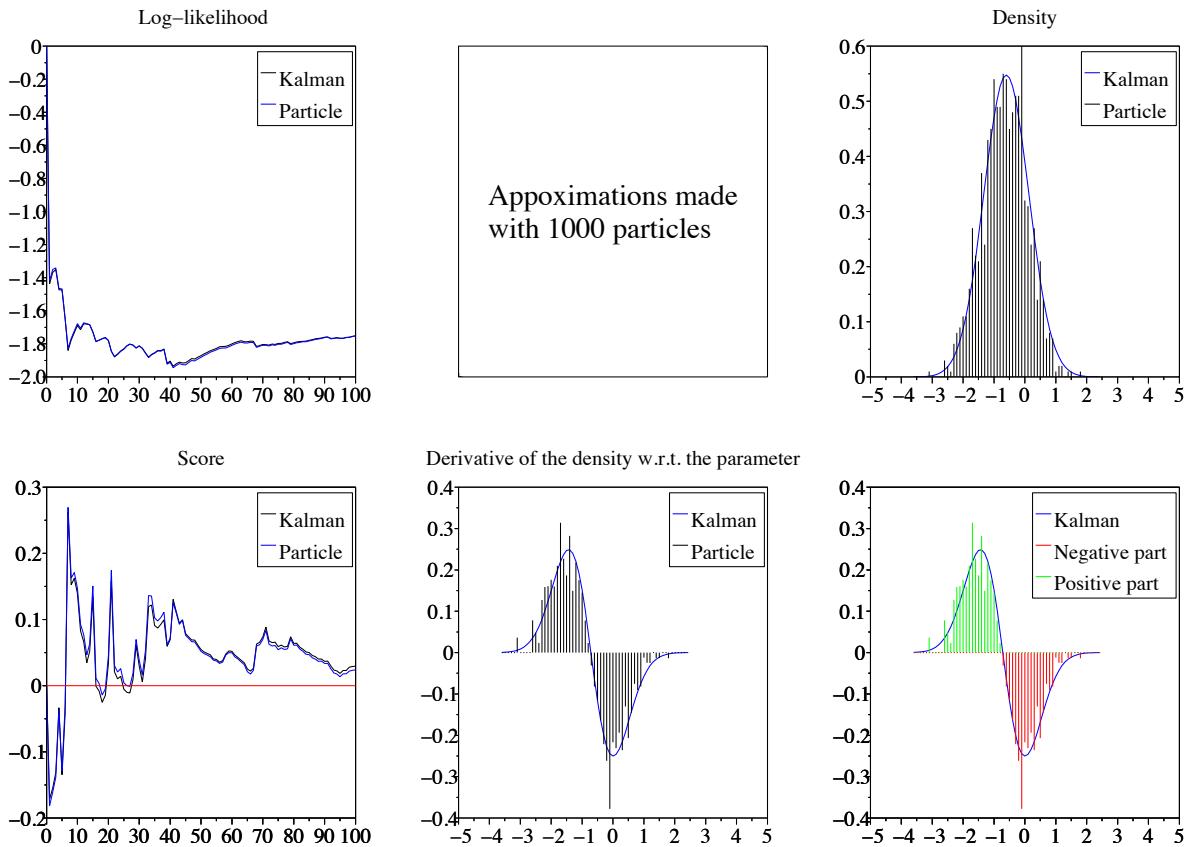 Log−likelihood
0
−0.2
−0.4
−0.6
−0.8
−1.0
−1.2
−1.4
−1.6
−1.8
−2.0
0 10 20 30 40 50 60 70 80 90 100
Kalman
Particle
Appoximations made
with 1000 particles
Density
0.6
0.5
0.4
0.3
0.2
0.1
0
−5 −4 −3 −2 −1 0 1 2 3 4 5
Kalman
Particle
Score
0.3
0.2
0.1
0
−0.1
−0.2
0 10 20 30 40 50 60 70 80 90 100
Kalman
Particle
Derivative of the density w.r.t. the parameter
0.4
0.3
0.2
0.1
0
−0.1
−0.2
−0.3
−0.4
−5 −4 −3 −2 −1 0 1 2 3 4 5
Kalman
Particle
0.4
0.3
0.2
0.1
0
−0.1
−0.2
−0.3
−0.4
−5 −4 −3 −2 −1 0 1 2 3 4 5
Kalman
Negative part
Positive part